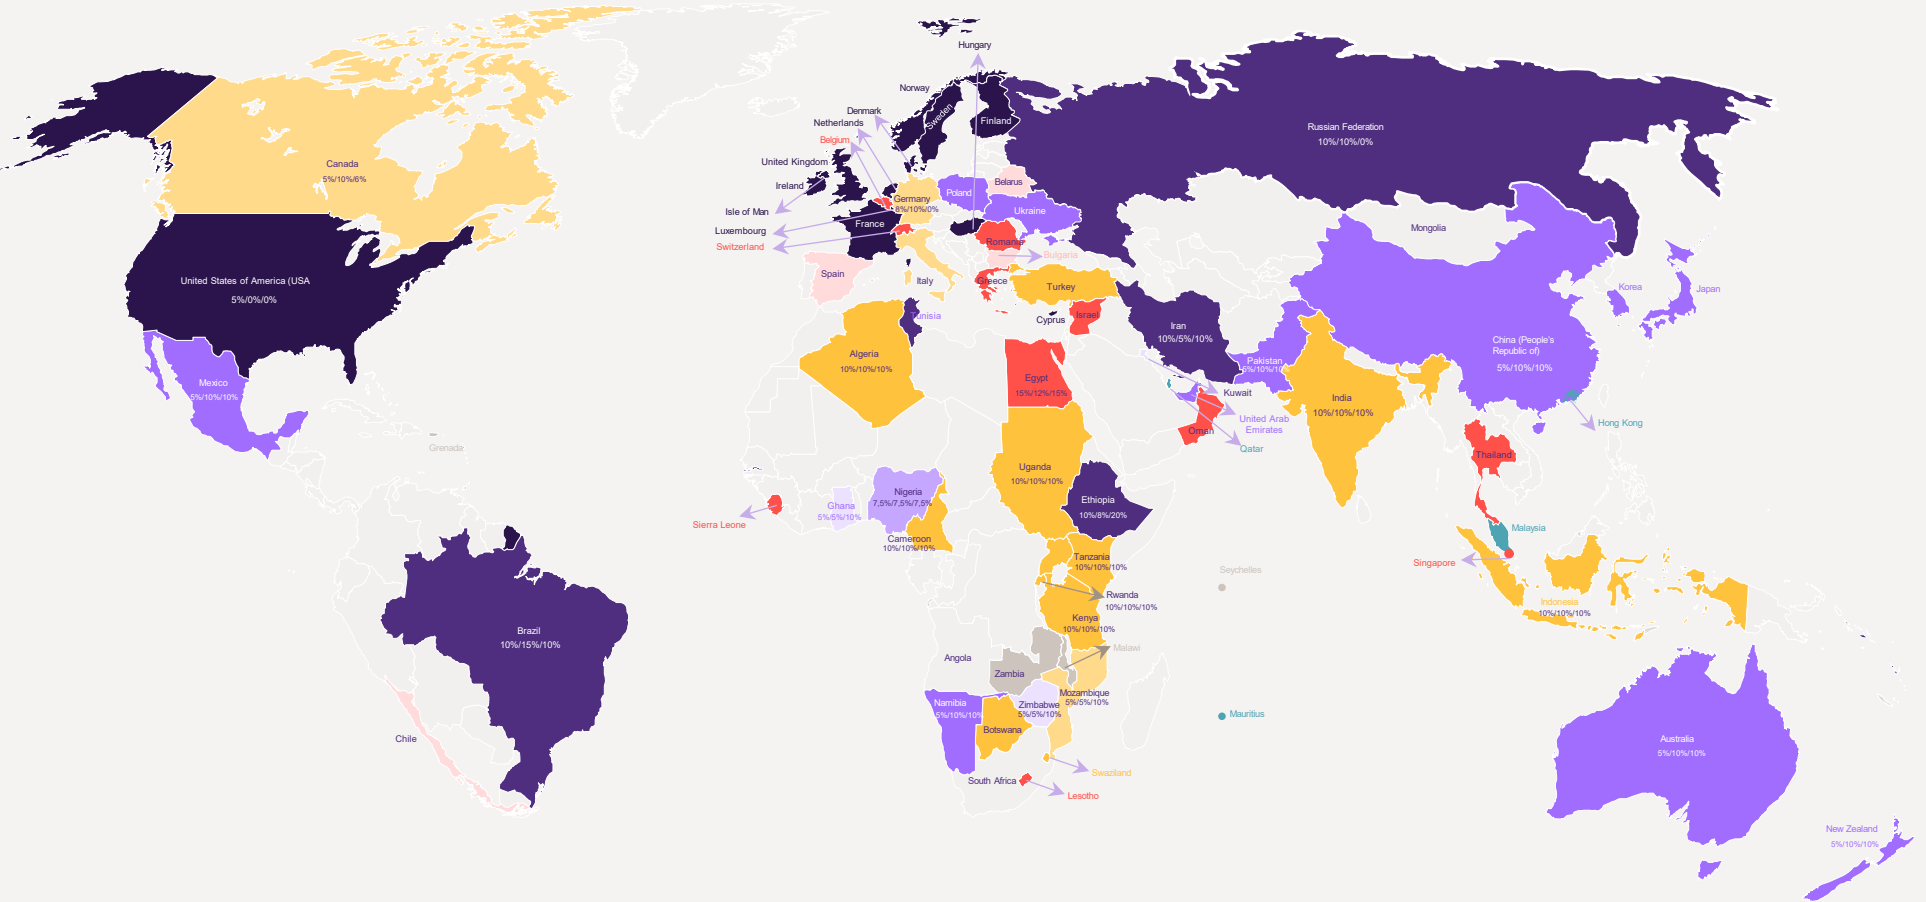 Hungary
Norway
Denmark
Netherlands
Belgium
Sweden
Finland
United Kingdom
Ireland
Isle of Man
Luxembourg
Switzerland
Germany
8%/10%/0%
France
Poland
Belarus
Ukraine
Romania
Bulgaria
Spain
Italy
Greece
Turkey
Cyprus
Israel
Tunisia
Russian Federation
10%/10%/0%
Canada
5%/10%/6%
United States of America (USA
5%/0%/0%
Mexico
5%/10%/10%
Grenada
Brazil
10%/15%/10%
Chile
Algeria
10%/10%/10%
Egypt
15%/12%/15%
Uganda
10%/10%/10%
Ethiopia
10%/8%/20%
Nigeria
7,5%/7,5%/7,5%
Ghana
5%/5%/10%
Sierra Leone
Cameroon
10%/10%/10%
Tanzania
10%/10%/10%
Rwanda
10%/10%/10%
Kenya
10%/10%/10%
Malawi
Angola
Zambia
Mozambique
5%/5%/10%
Zimbabwe
5%/5%/10%
Namibia
5%/10%/10%
Botswana
Swaziland
South Africa
Lesotho
Seychelles
Mauritius
Iran
10%/5%/10%
Pakistan
5%/10%/10
Kuwait
United Arab
Emirates
Qatar
Oman
India
10%/10%/10%
Mongolia
China (People's
Republic of)
5%/10%/10%
Korea
Japan
Hong Kong
Thailand
Malaysia
Singapore
Indonesia
10%/10%/10%
Australia
5%/10%/10%
New Zealand
5%/10%/10%